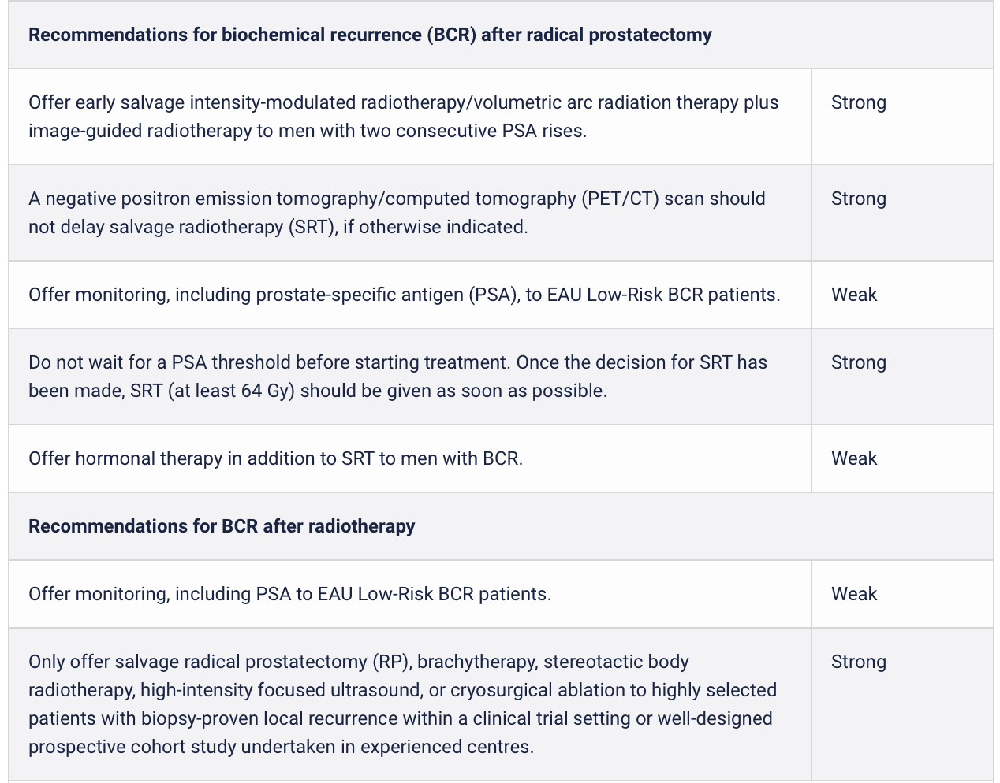 Recommendations for biochemical recurrence (BCR) after radical prostatectomy
Offer early salvage intensity-modulated radiotherapy/volumetric arc radiation therapy plus
image-guided radiotherapy to men with two consecutive PSA rises.
Strong
A negative positron emission tomography/computed tomography (PET/CT) scan should
not delay salvage radiotherapy (SRT), if otherwise indicated.
Strong
Offer monitoring, including prostate-specific antigen (PSA), to EAU Low-Risk BCR patients.
Weak
Do not wait for a PSA threshold before starting treatment. Once the decision for SRT has
been made, SRT (at least 64 Gy) should be given as soon as possible.
Strong
Offer hormonal therapy in addition to SRT to men with BCR.
Weak
Recommendations for BCR after radiotherapy
Offer monitoring, including PSA to EAU Low-Risk BCR patients.
Weak
Only offer salvage radical prostatectomy (RP), brachytherapy, stereotactic body
radiotherapy, high-intensity focused ultrasound, or cryosurgical ablation to highly selected
patients with biopsy-proven local recurrence within a clinical trial setting or well-designed
prospective cohort study undertaken in experienced centres.
Strong